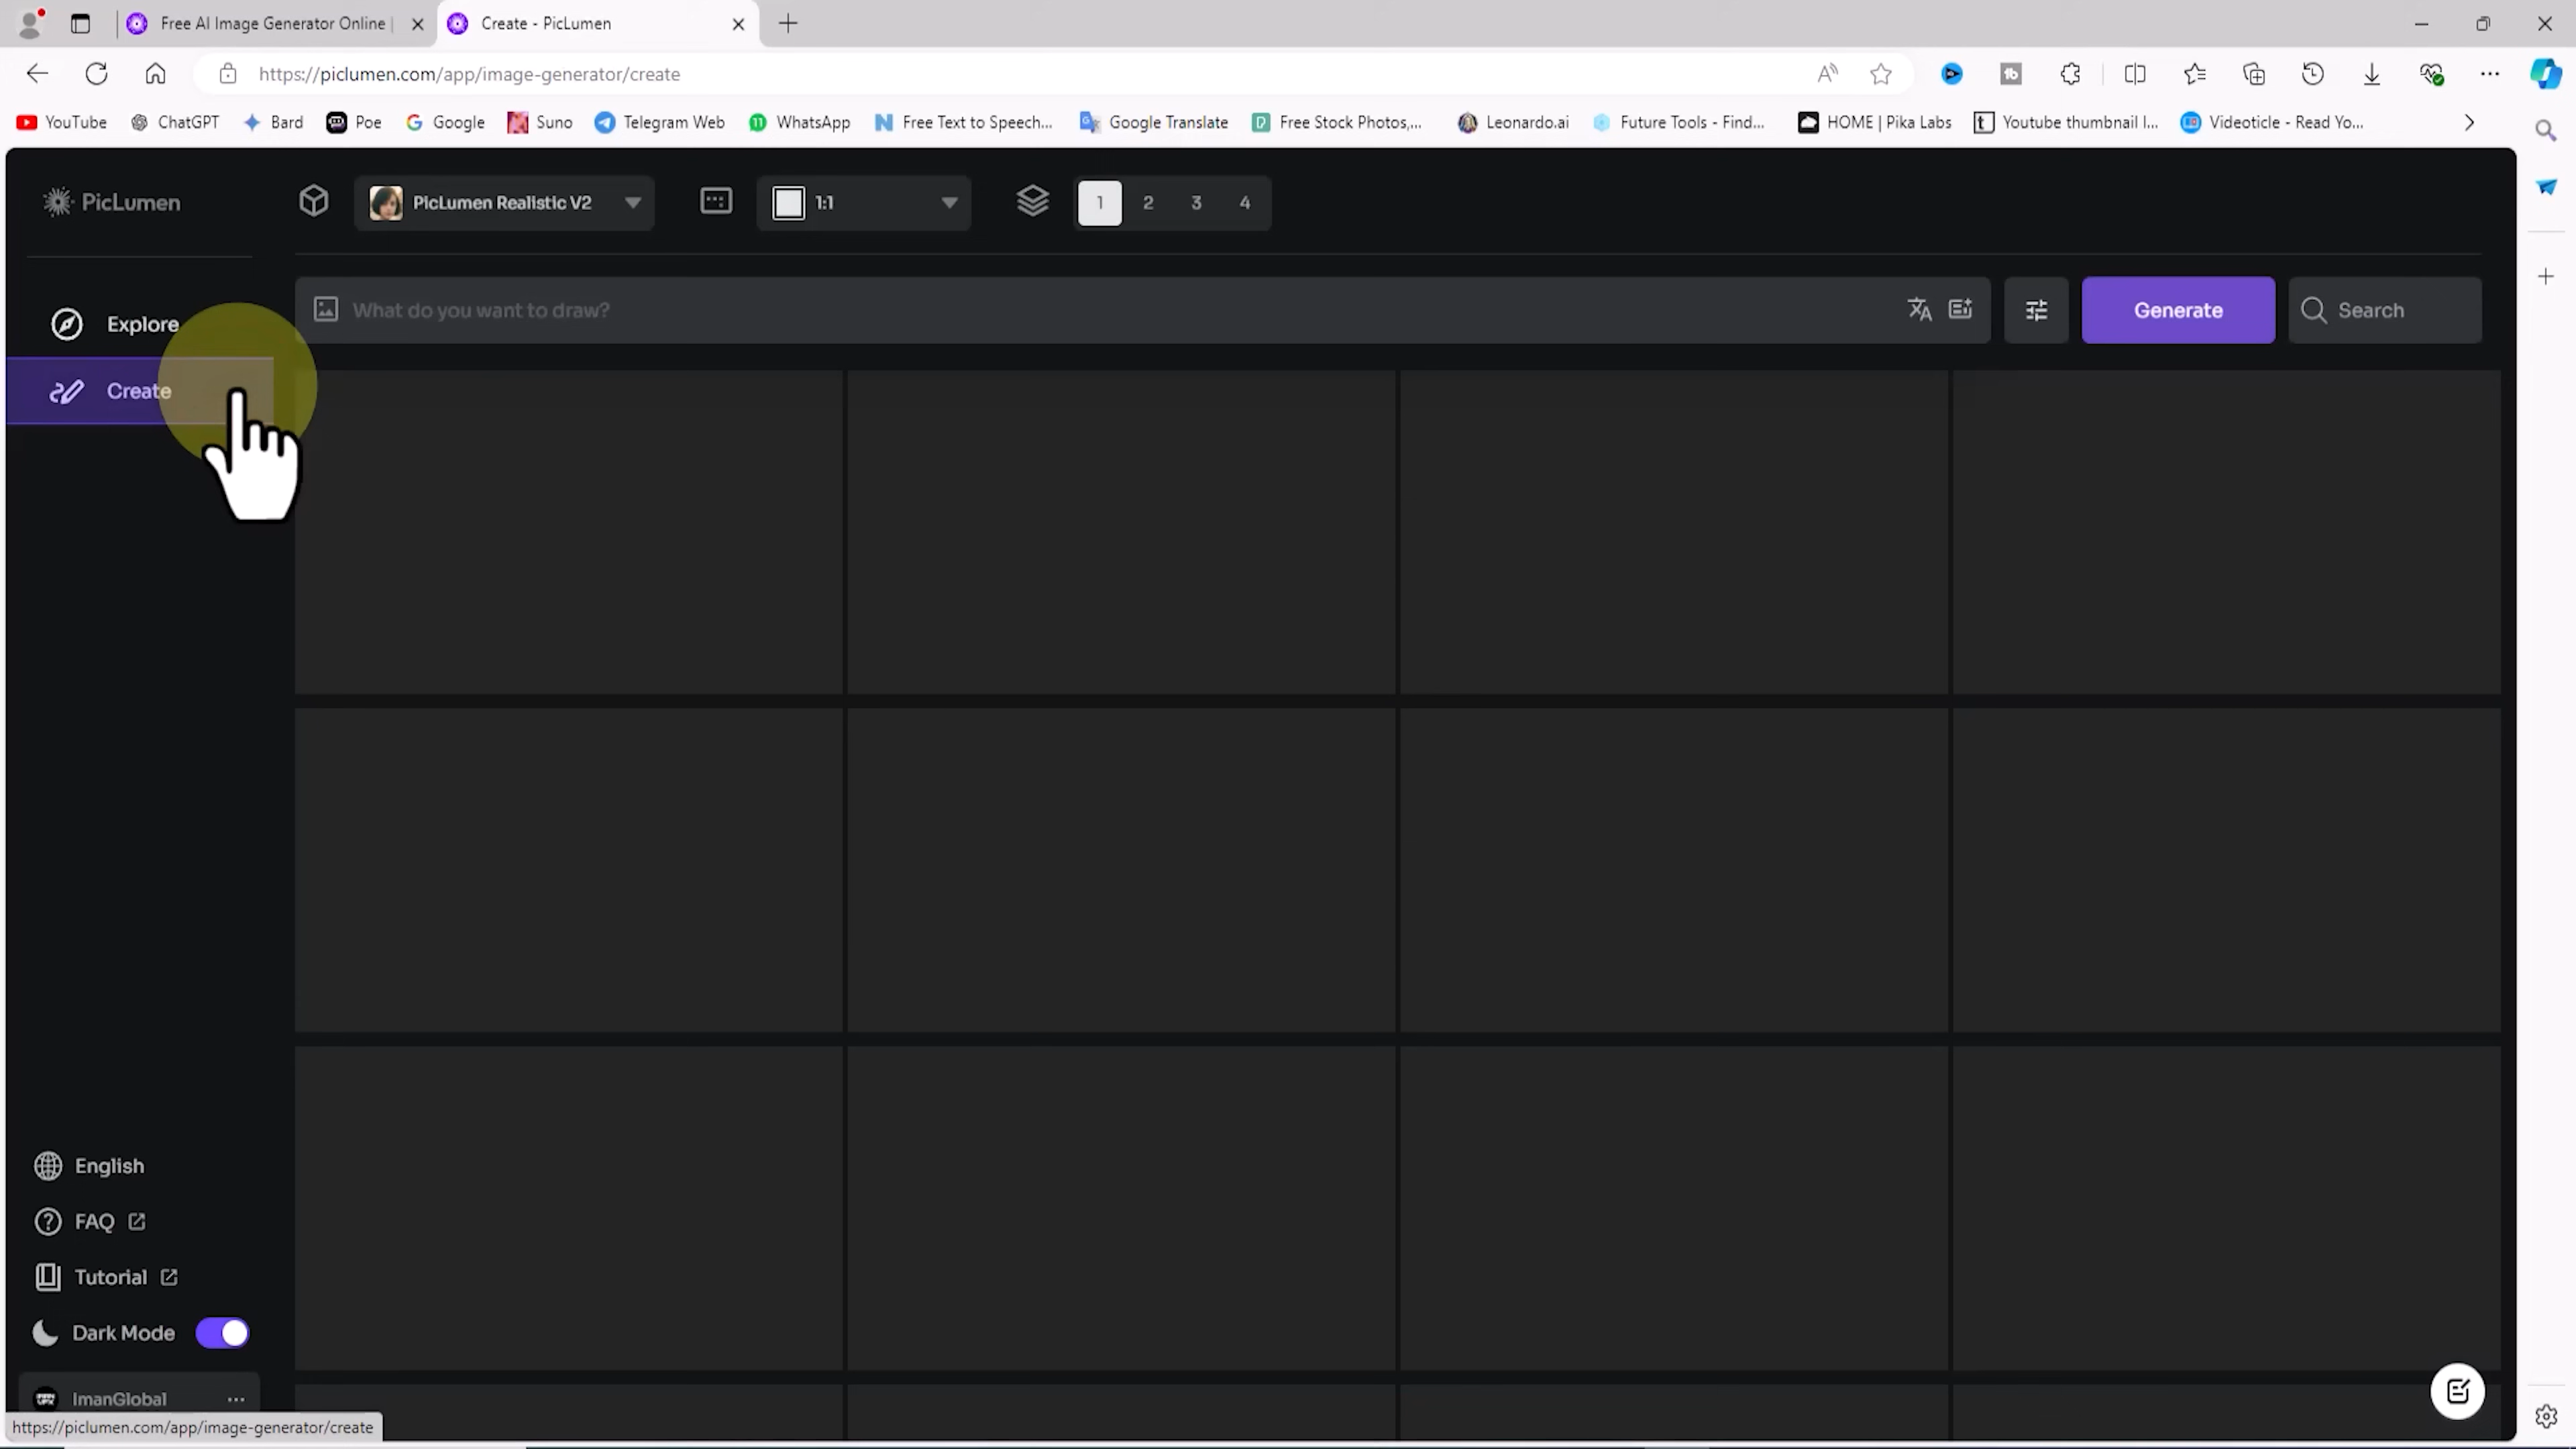 Free AI Image Generator Online |
Create - PicLumen
https://piclumen.com/app/image-generator/create
YouTube ChatGPT Bard Poe Google Suno Telegram Web WhatsApp Free Text to Speech... Google Translate Free Stock Photos,... Leonardo.ai Future Tools - Find... HOME | Pika Labs Youtube thumbnail I... Videoticle - Read Yo...
PicLumen
PicLumen Realistic V2 1:1 1 2 3 4
What do you want to draw? Generate Search
Explore
Create
English
FAQ
Tutorial
Dark Mode
ImanGlobal ...
https://piclumen.com/app/image-generator/create